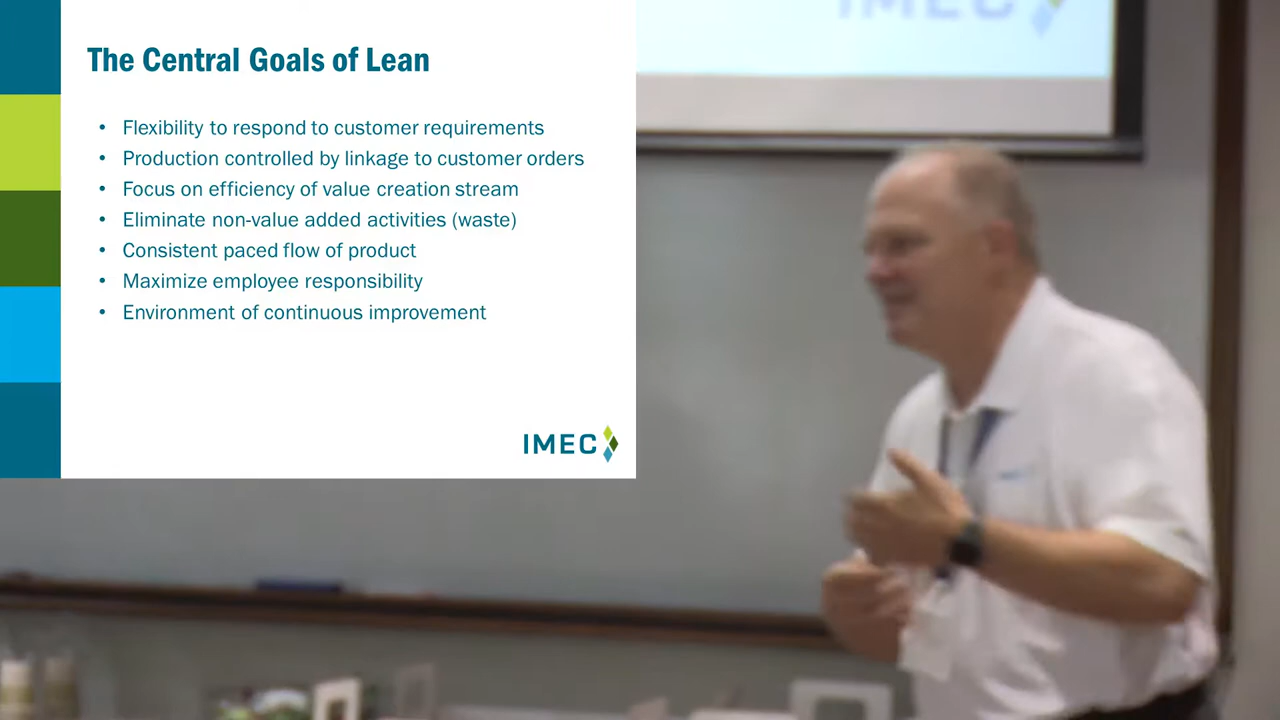 IMEC
The Central Goals of Lean
• Flexibility to respond to customer requirements
• Production controlled by linkage to customer orders
• Focus on efficiency of value creation stream
• Eliminate non-value added activities (waste)
• Consistent paced flow of product
• Maximize employee responsibility
• Environment of continuous improvement
IMEC